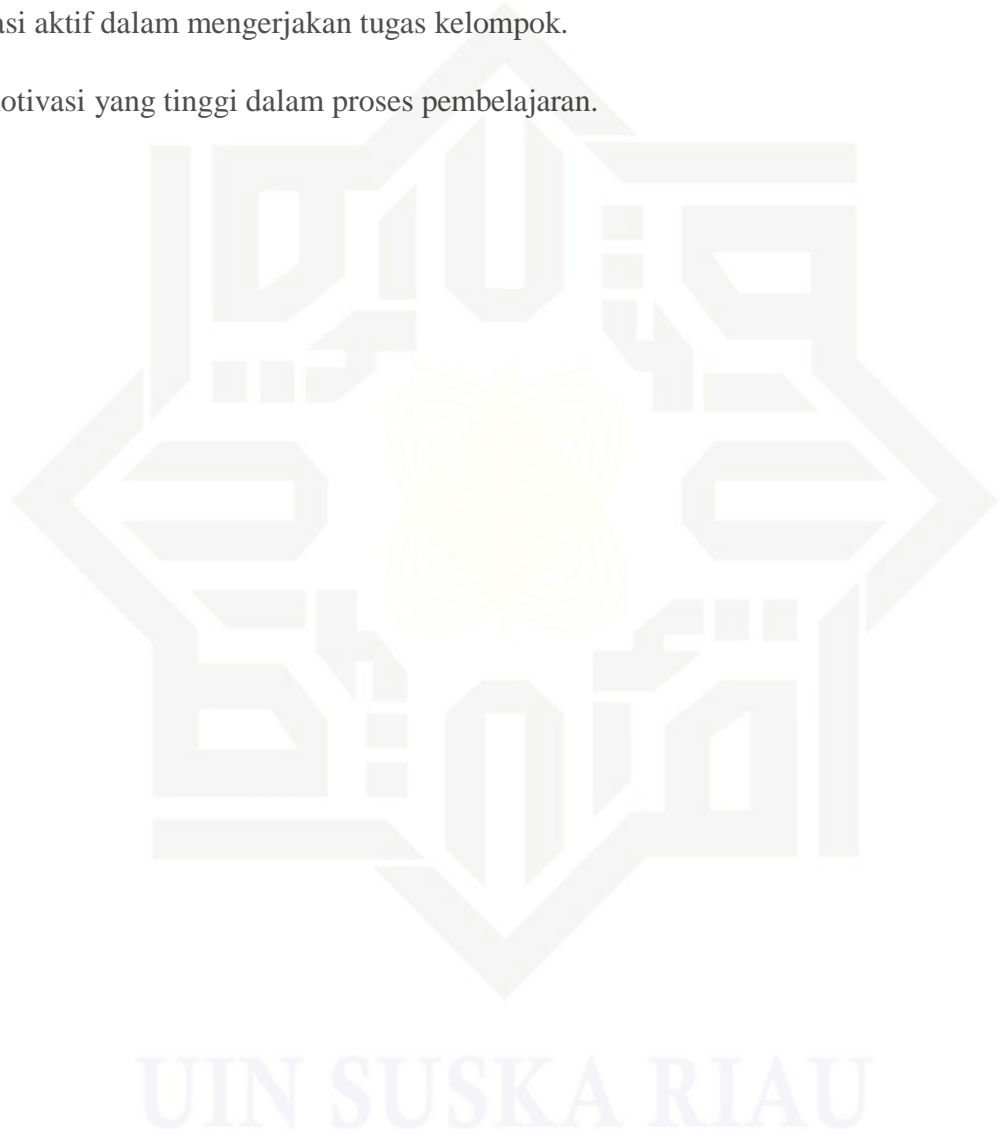 asi aktif dalam mengerjakan tugas kelompok.
otivasi yang tinggi dalam proses pembelajaran.
UIN SUSKA RIAU